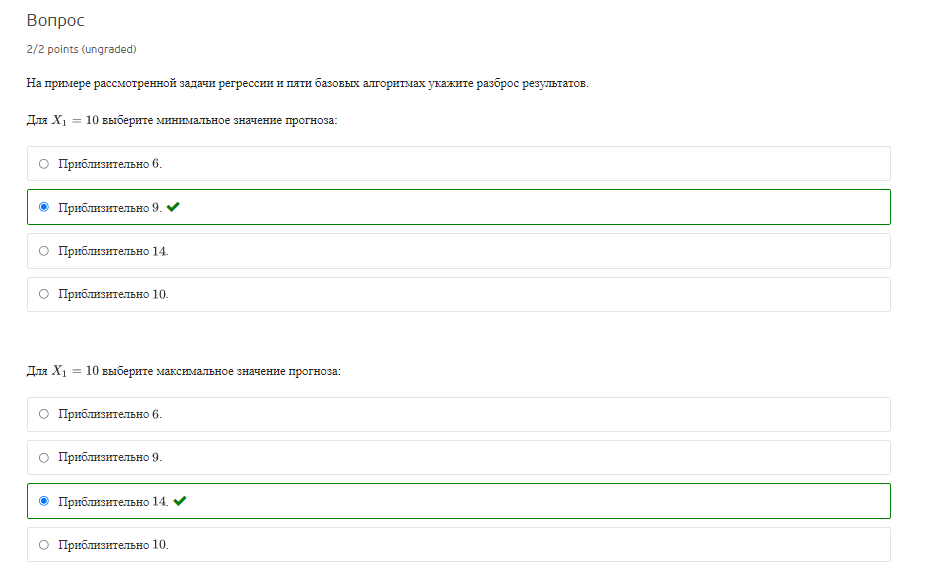 Вопрос
2/2 points (ungraded)
На примере рассмотренной задачи регрессии и пяти базовых алгоритмах укажите разброс результатов.
Для X₁ = 10 выберите минимальное значение прогноза:
Приблизительно 6.
Приблизительно 9.
Приблизительно 14.
Приблизительно 10.
Для X₁ = 10 выберите максимальное значение прогноза:
Приблизительно 6.
Приблизительно 9.
Приблизительно 14.
Приблизительно 10.